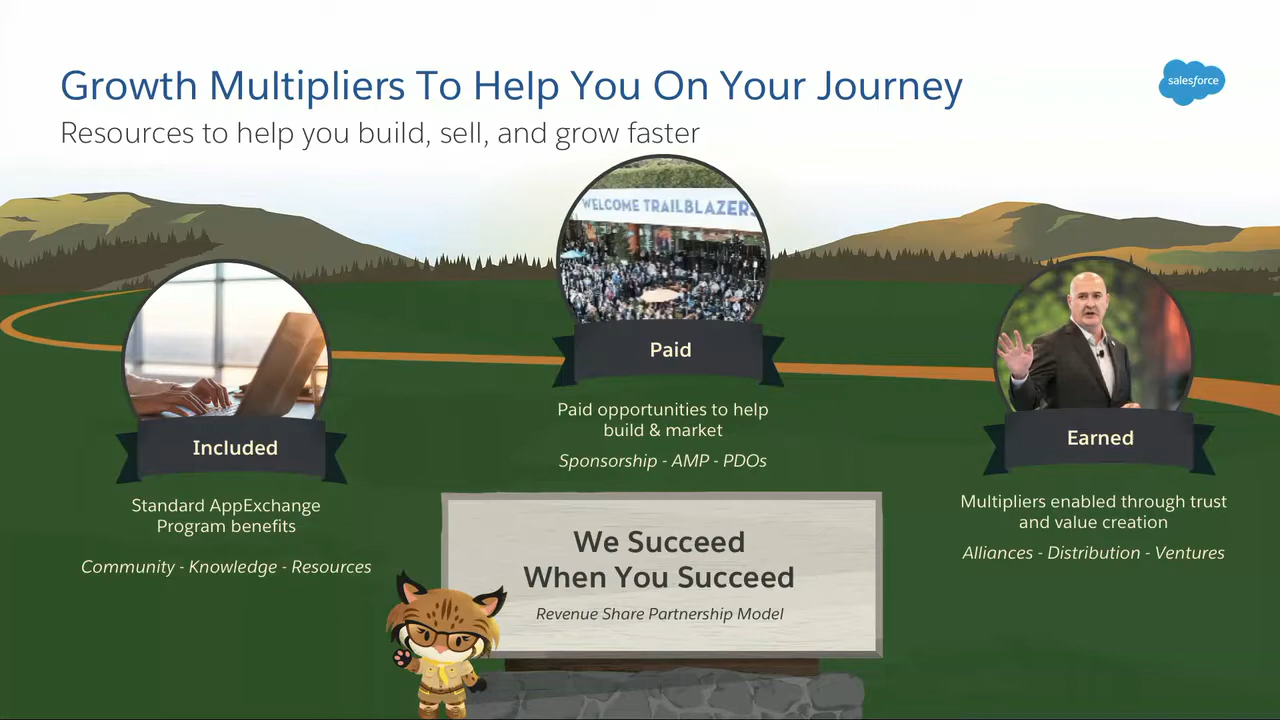 Growth Multipliers To Help You On Your Journey
Resources to help you build, sell, and grow faster
salesforce
WELCOME TRAILBLAZERS
Included
Standard AppExchange
Program benefits
Community - Knowledge - Resources
Paid
Paid opportunities to help
build & market
Sponsorship - AMP - PDOs
Earned
Multipliers enabled through trust
and value creation
Alliances - Distribution - Ventures
We Succeed
When You Succeed
Revenue Share Partnership Model